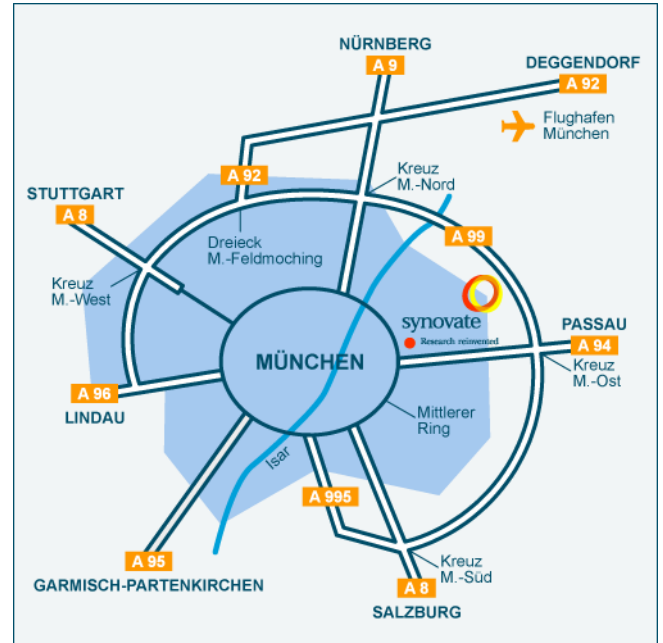 NÜRNBERG
A 9
DEGGENDORF
A 92
Flughafen
München
A 92
Kreuz
M.-Nord
STUTTGART
A 8
A 99
Dreieck
M.-Feldmoching
Kreuz
M.-West
synovate
Research reinvented
PASSAU
A 94
MÜNCHEN
Kreuz
M.-Ost
A 96
LINDAU
Mittlerer
Ring
Isar
A 995
A 95
GARMISCH-PARTENKIRCHEN
Kreuz
M.-Süd
A 8
SALZBURG